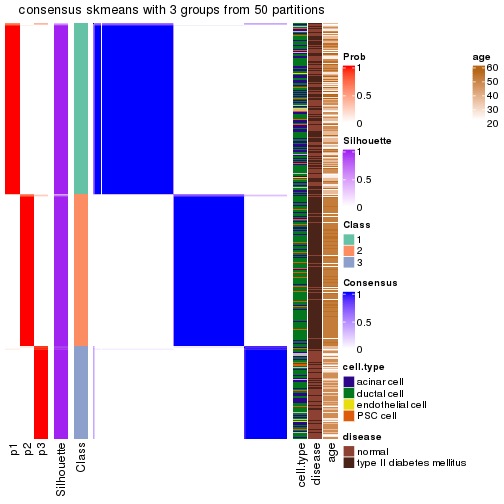 consensus skmeans with 3 groups from 50 partitions
Prob
1
0.5
0
Silhouette
1
0.5
0
Class
1
2
3
Consensus
1
0.5
0
cell.type
acinar cell
ductal cell
endothelial cell
PSC cell
disease
normal
type II diabetes mellitus
age
60
50
40
30
20
p1
p2
p3
Silhouette
Class
cell.type
disease
age